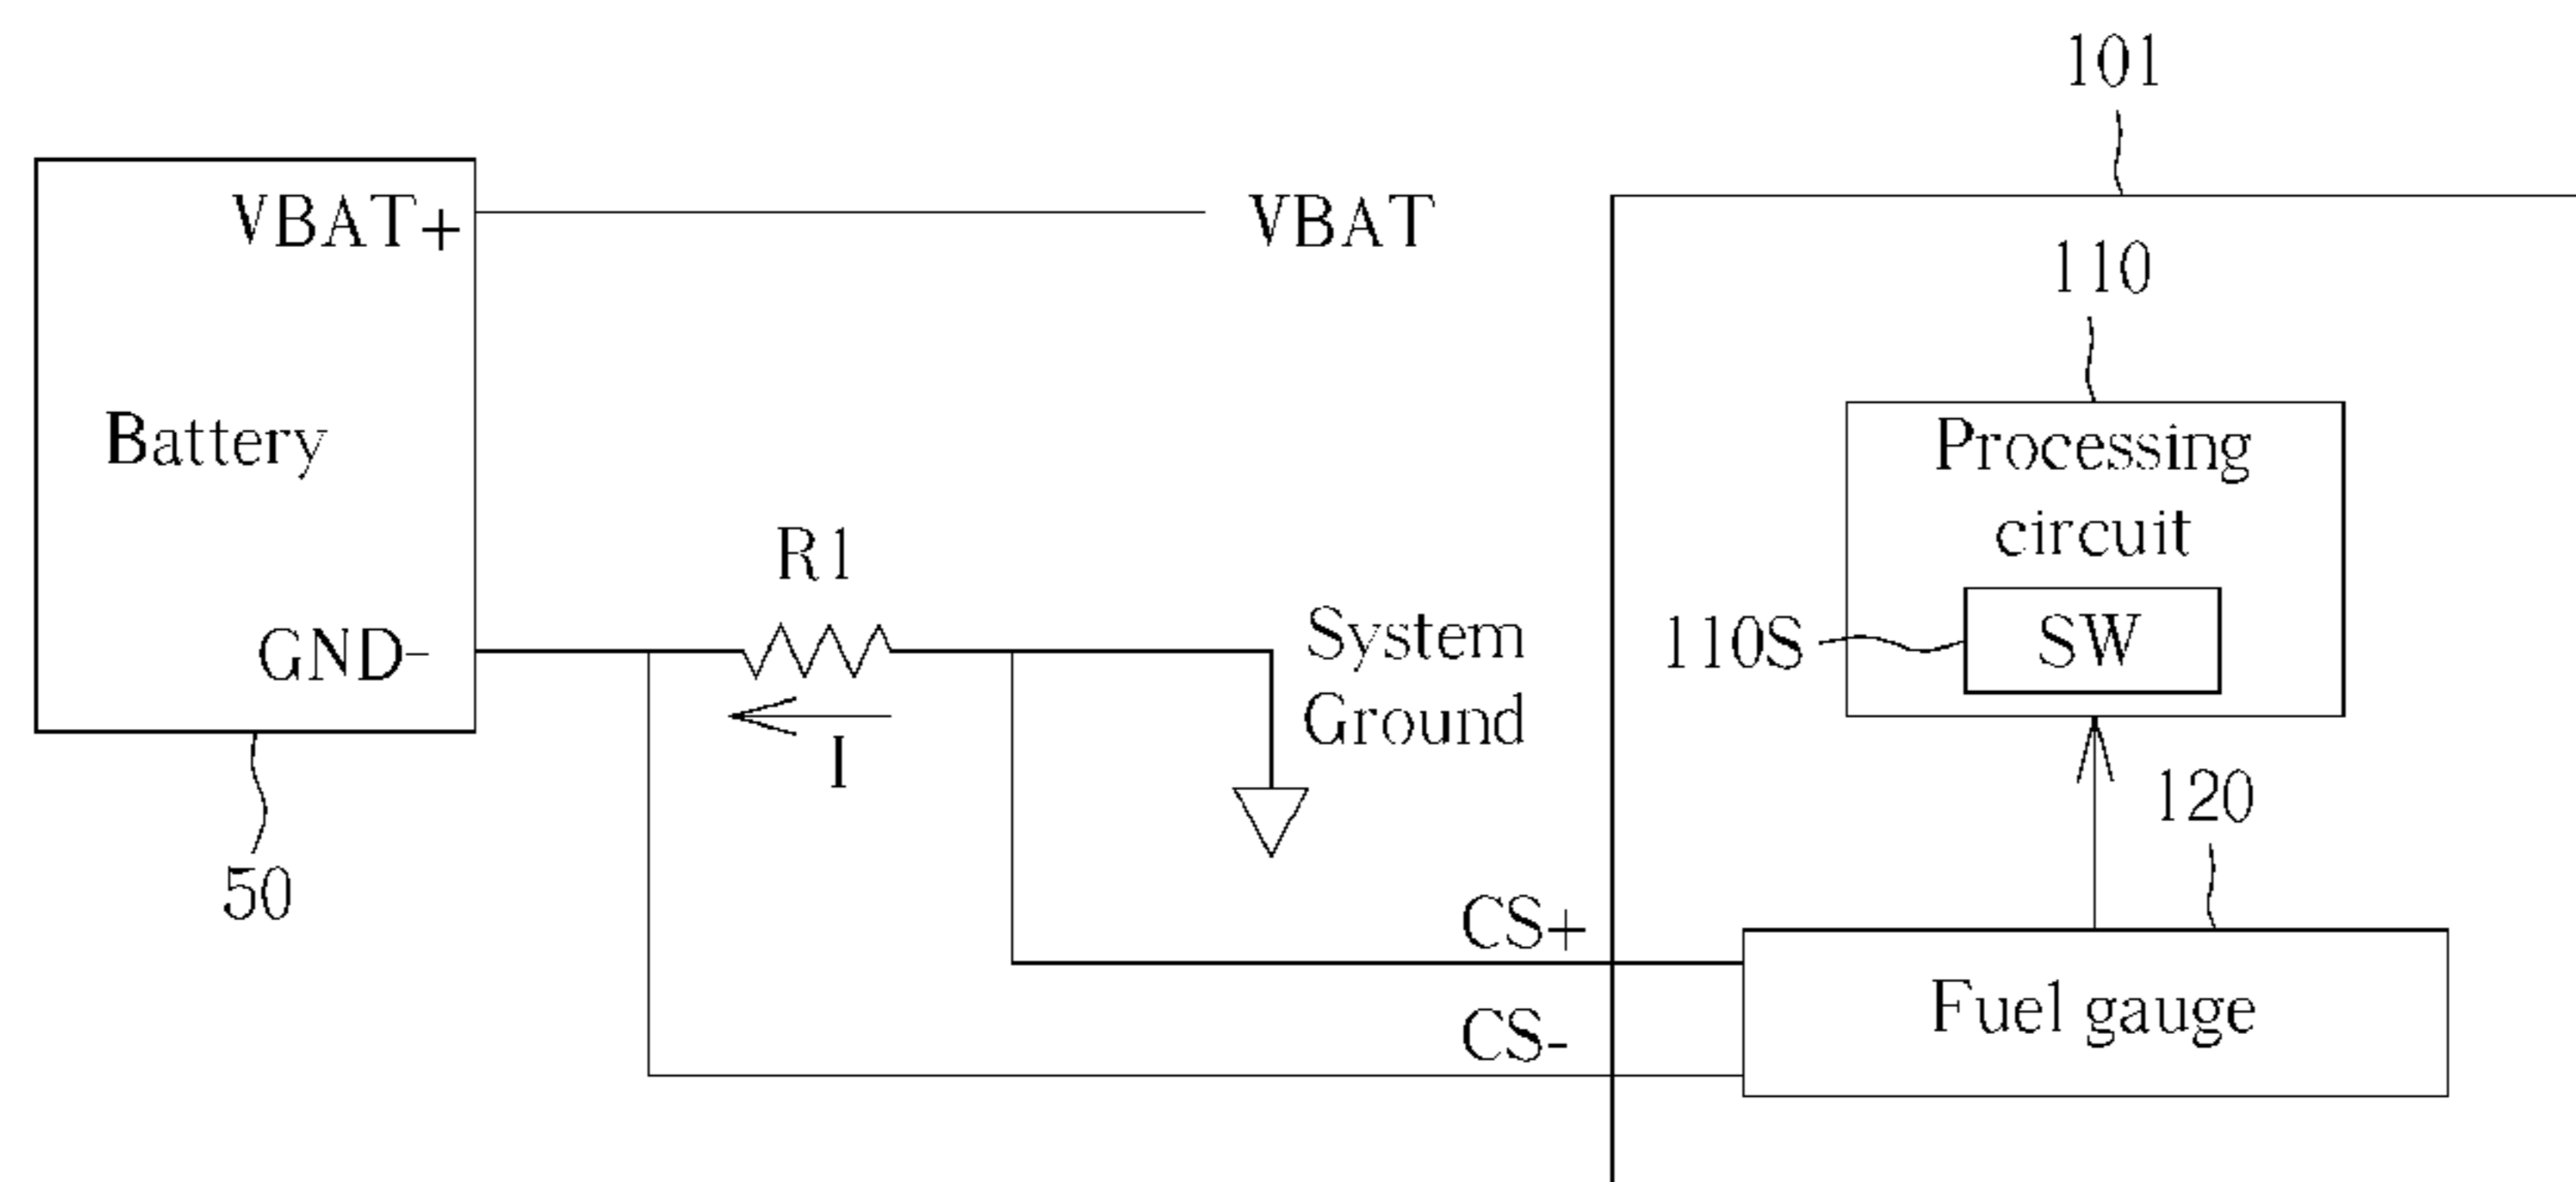 101
VBAT+
VBAT
110
Battery
Processing
circuit
R1
System
Ground
GND-
110S
SW
I
120
50
CS+
Fuel gauge
CS-